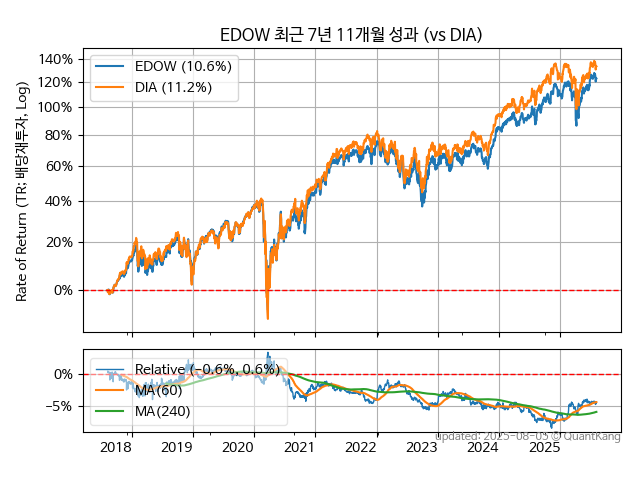 EDOW 최근 7년 11개월 성과 (vs DIA)
Rate of Return (TR: 배당재투자, Log)
140%
120%
100%
80%
60%
40%
20%
0%
EDOW (10.6%)
DIA (11.2%)
0%
−5%
Relative (−0.6%, 0.6%)
MA(60)
MA(240)
2018 2019 2020 2021 2022 2023 2024 2025
Updated: 2025-08-05 © QuantKang